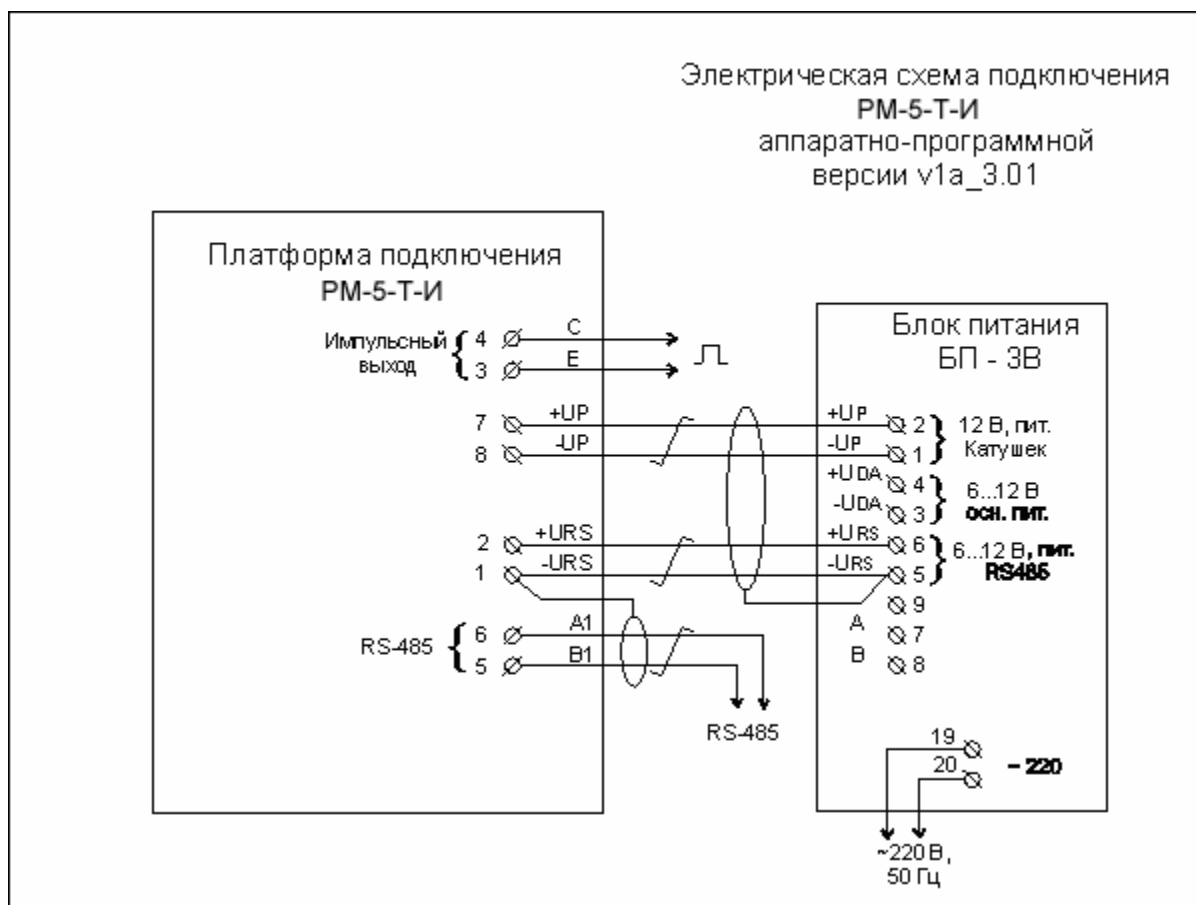 Электрическая схема подключения
РМ-5-Т-И
аппаратно-программной
версии v1a_3.01
Платформа подключения
РМ-5-Т-И
Импульсный
выход
4
C
3
E
7
+UP
8
-UP
2
+URS
1
-URS
RS-485
6
A1
5
B1
RS-485
Блок питания
БП - 3В
+UP
2
-UP
1
12 В, пит.
Катушек
+UDA
4
-UDA
3
6...12 В
осн. пит.
+URS
6
-URS
5
6...12 В, пит.
RS485
9
A
7
B
8
19
20
~ 220
~220 В,
50 Гц